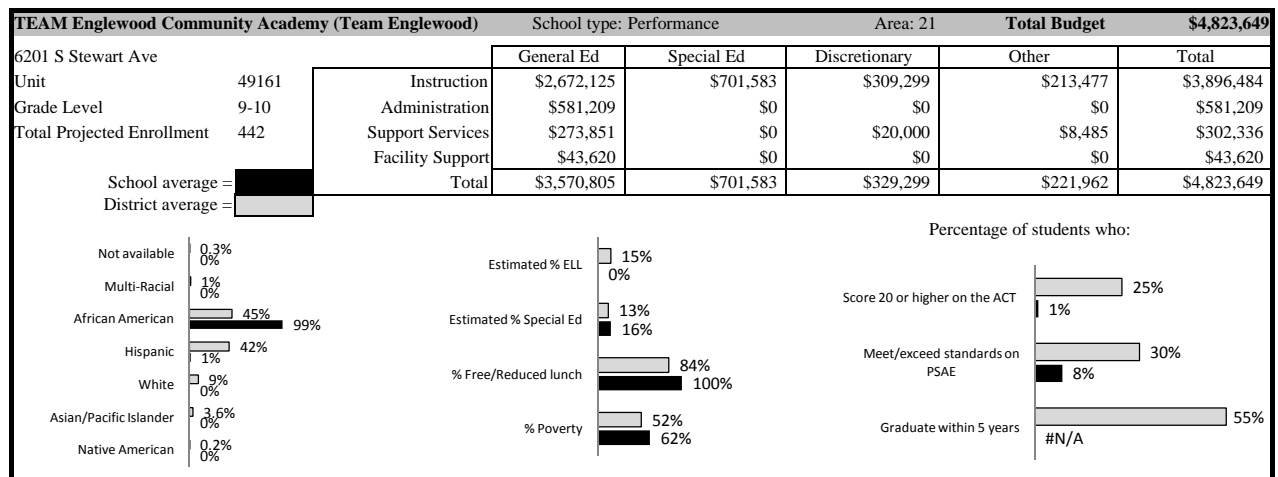 TEAM Englewood Community Academy (Team Englewood) School type: Performance Area: 21 Total Budget $4,823,649
6201 S Stewart Ave General Ed Special Ed Discretionary Other Total
Unit 49161 Instruction $2,672,125 $701,583 $309,299 $213,477 $3,896,484
Grade Level 9-10 Administration $581,209 $0 $0 $0 $581,209
Total Projected Enrollment 442 Support Services $273,851 $0 $20,000 $8,485 $302,336
Facility Support $43,620 $0 $0 $0 $43,620
School average = Total $3,570,805 $701,583 $329,299 $221,962 $4,823,649
District average =
Not available 0.3%
0%
Multi-Racial 1%
0%
African American 45%
99%
Hispanic 42%
1%
White 9%
0%
Asian/Pacific Islander 3.6%
0%
Native American 0.2%
0%
Estimated % ELL 15%
0%
Estimated % Special Ed 13%
16%
% Free/Reduced lunch 84%
100%
% Poverty 52%
62%
Percentage of students who:
Score 20 or higher on the ACT 25%
1%
Meet/exceed standards on
PSAE 30%
8%
Graduate within 5 years 55%
#N/A